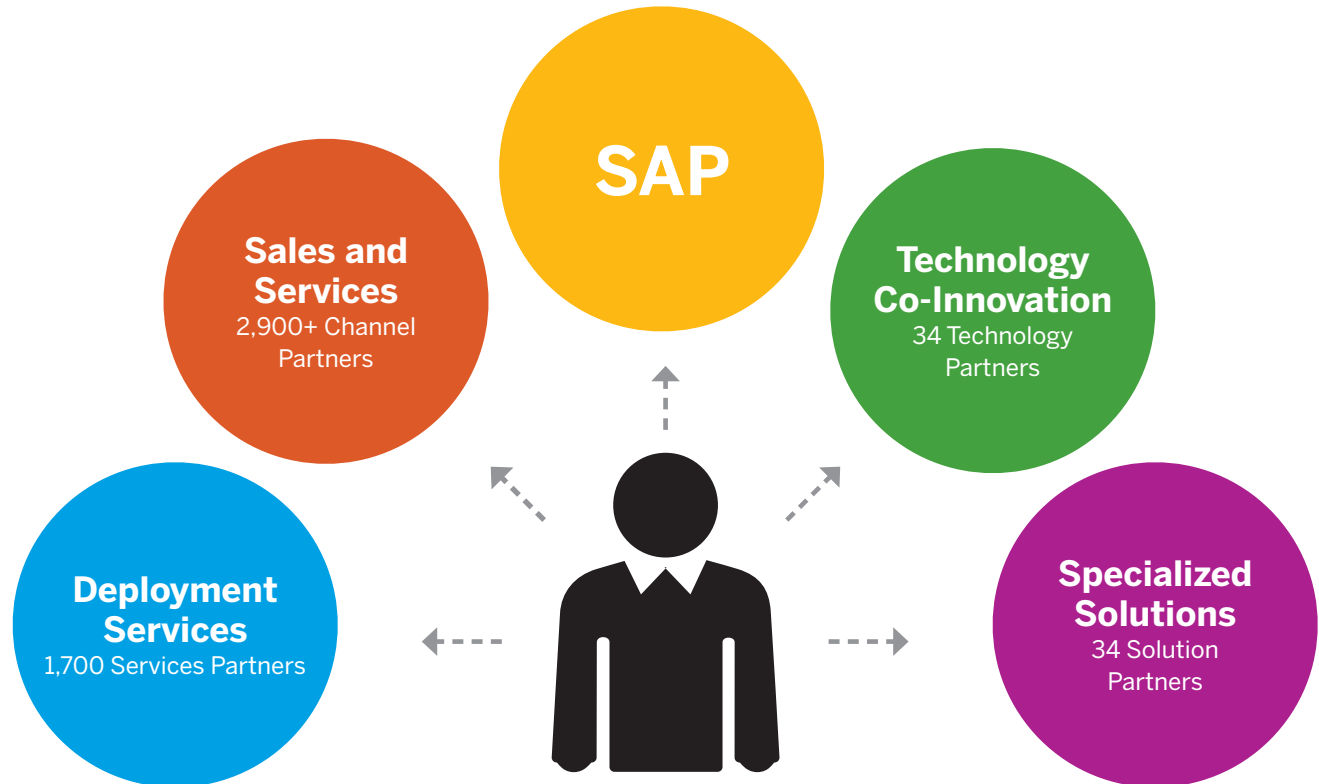 SAP
Sales and
Services
2,900+ Channel
Partners
Technology
Co-Innovation
34 Technology
Partners
Deployment
Services
1,700 Services Partners
Specialized
Solutions
34 Solution
Partners